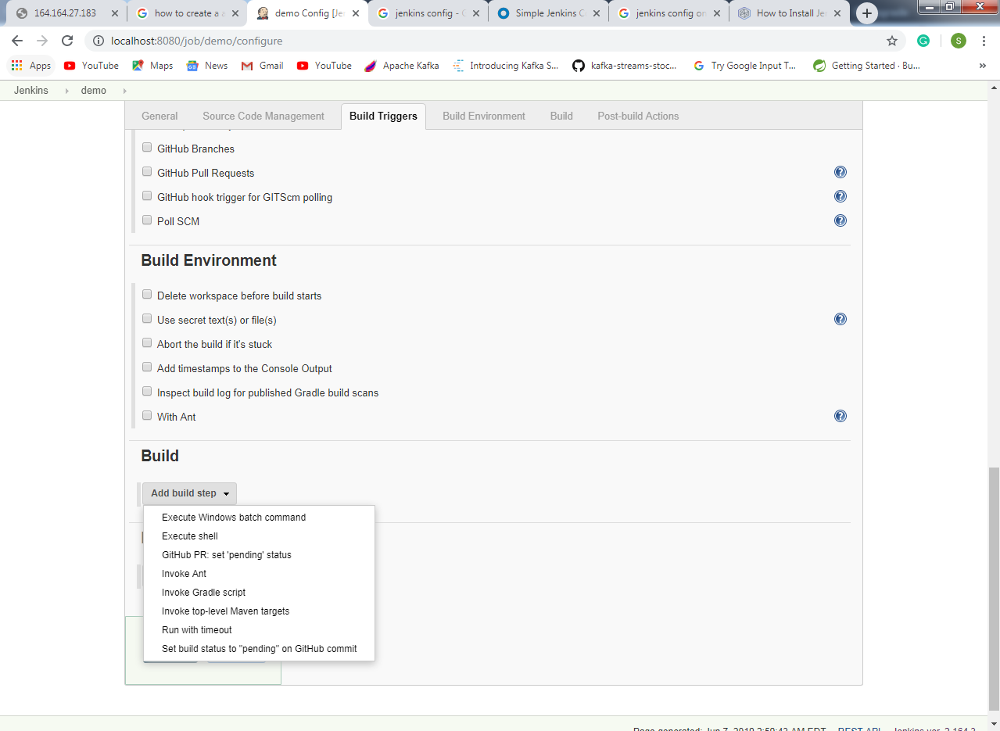 164.164.27.183
how to create a a
demo Config [Je
jenkins config - G
Simple Jenkins C
jenkins config on
How to Install Je
localhost:8080/job/demo/configure
S
Apps
YouTube
Maps
News
Gmail
YouTube
Apache Kafka
Introducing Kafka S...
kafka-streams-stoc...
Try Google Input T...
Getting Started · Bu...
»
Jenkins
demo
General
Source Code Management
Build Triggers
Build Environment
Build
Post-build Actions
GitHub Branches
GitHub Pull Requests
GitHub hook trigger for GITScm polling
Poll SCM
Build Environment
Delete workspace before build starts
Use secret text(s) or file(s)
Abort the build if it's stuck
Add timestamps to the Console Output
Inspect build log for published Gradle build scans
With Ant
Build
Add build step
Execute Windows batch command
Execute shell
GitHub PR: set 'pending' status
Invoke Ant
Invoke Gradle script
Invoke top-level Maven targets
Run with timeout
Set build status to "pending" on GitHub commit
Page generated: Jun 7, 2019 2:59:43 AM EDT REST API Jenkins ver. 2.164.2